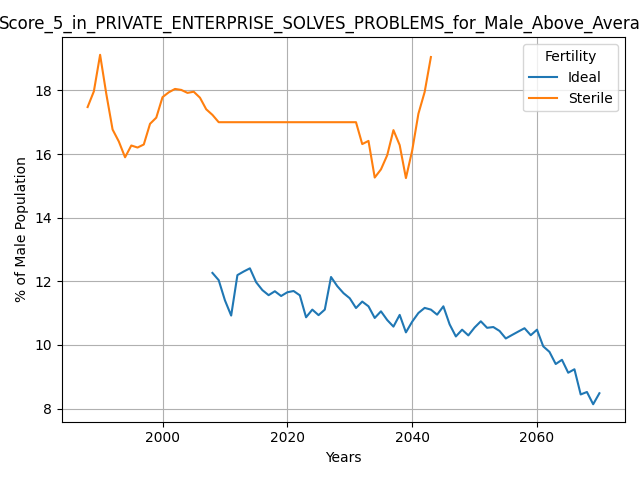 Score_5_in_PRIVATE_ENTERPRISE_SOLVES_PROBLEMS_for_Male_Above_Avera
Fertility
Ideal
Sterile
% of Male Population
18
16
14
12
10
8
2000 2020 2040 2060
Years